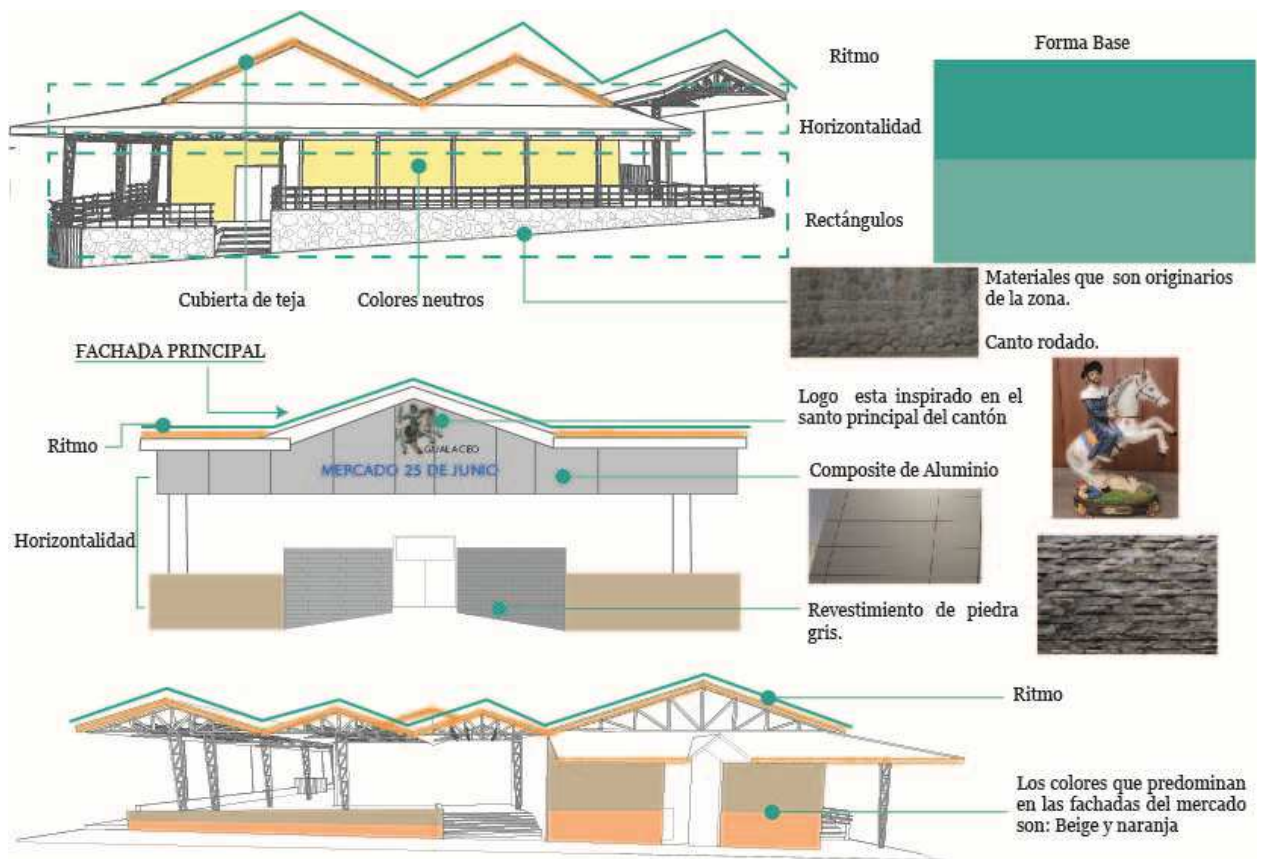 Ritmo
Forma Base
Horizontalidad
Rectángulos
Cubierta de teja
Colores neutros
Materiales que son originarios
de la zona.
Canto rodado.
FACHADA PRINCIPAL
Ritmo
Logo esta inspirado en el
santo principal del cantón
GUALACEO
MERCADO 25 DE JUNIO
Composite de Aluminio
Horizontalidad
Revestimiento de piedra
gris.
Ritmo
Los colores que predominan
en las fachadas del mercado
son: Beige y naranja